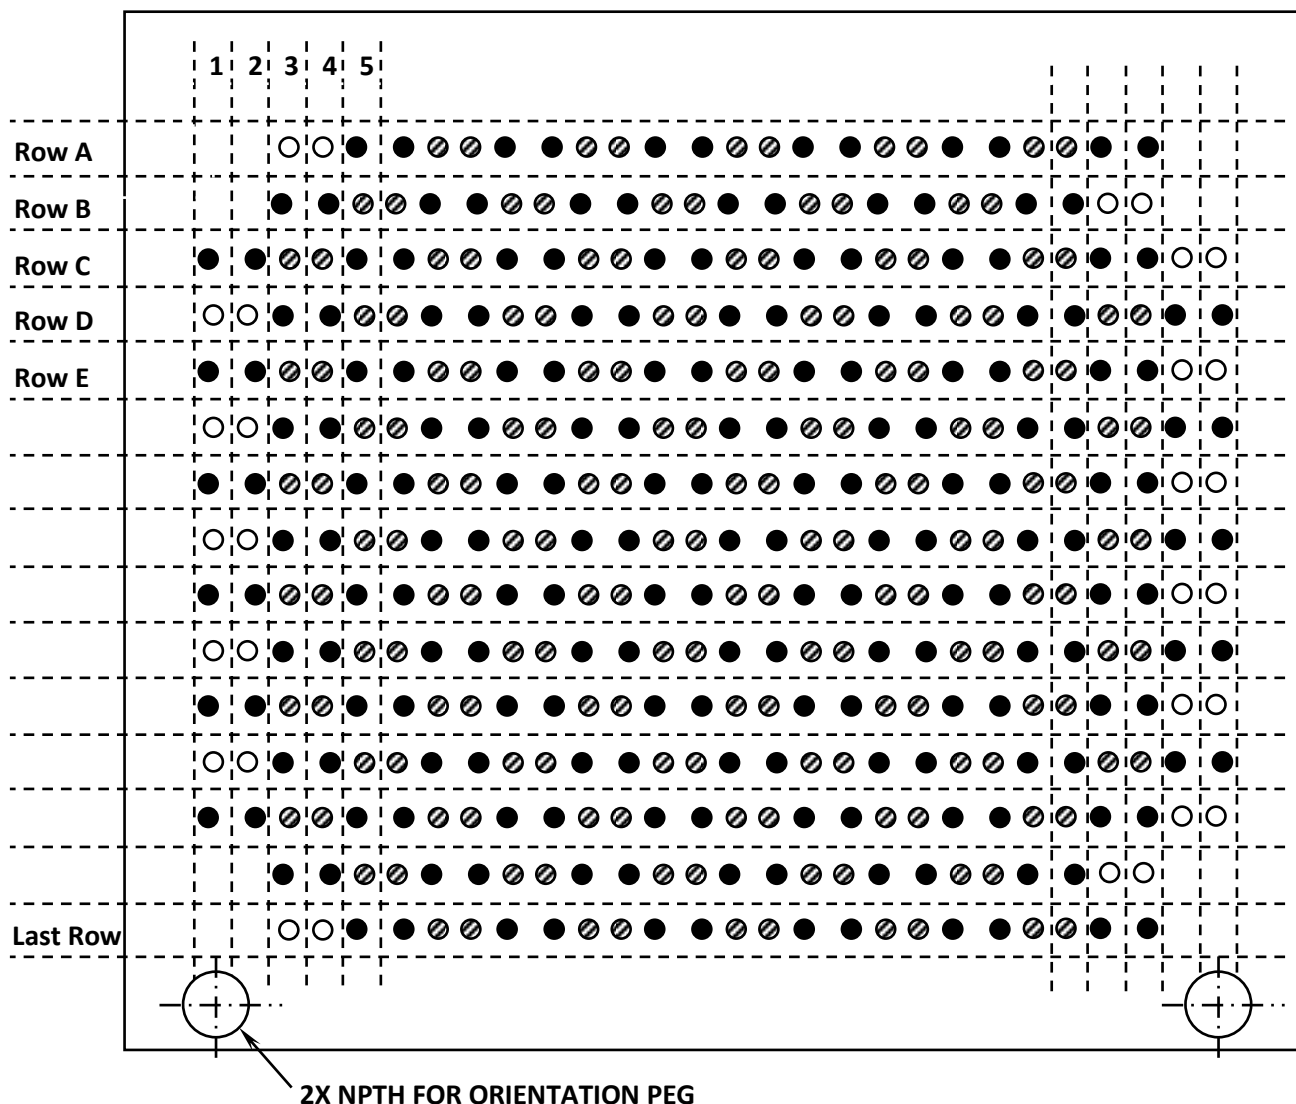 1 2 3 4 5
Row A
Row B
Row C
Row D
Row E
Last Row
2X NPTH FOR ORIENTATION PEG